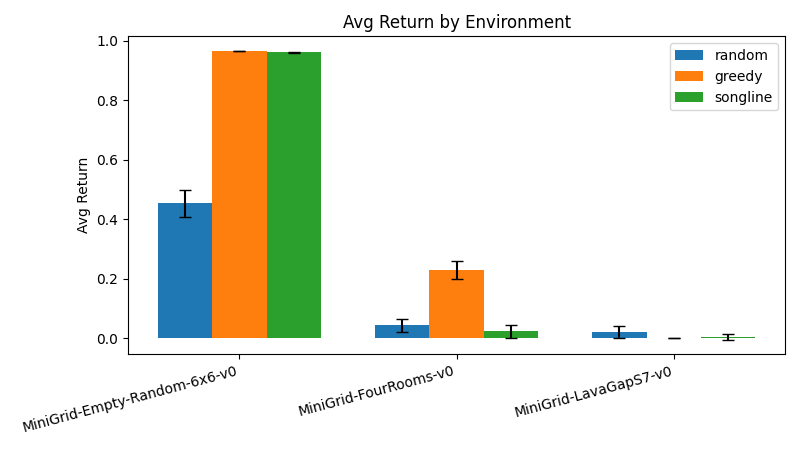 Avg Return by Environment
random
greedy
songline
Avg Return
1.0
0.8
0.6
0.4
0.2
0.0
MiniGrid-Empty-Random-6x6-v0
MiniGrid-FourRooms-v0
MiniGrid-LavaGapS7-v0